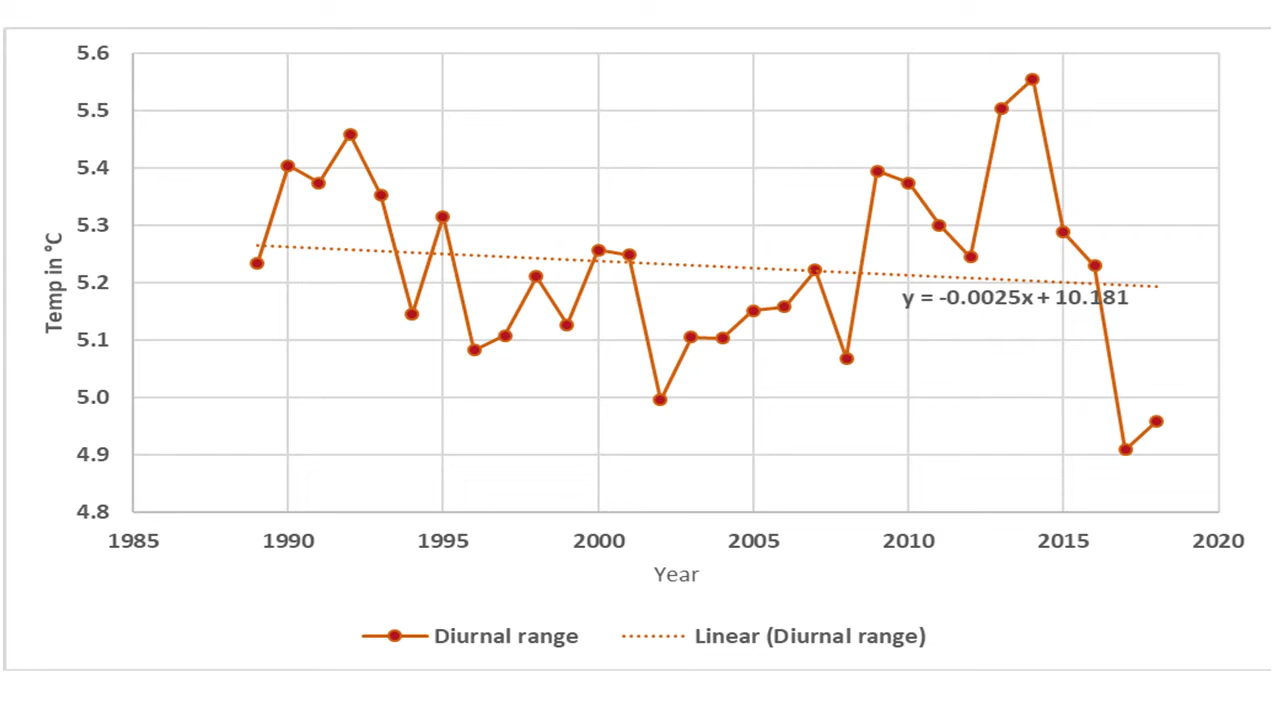 5.6
5.5
5.4
5.3
5.2
5.1
5.0
4.9
4.8
Temp in °C
y = -0.0025x + 10.181
1985 1990 1995 2000 2005 2010 2015 2020
Year
Diurnal range Linear (Diurnal range)